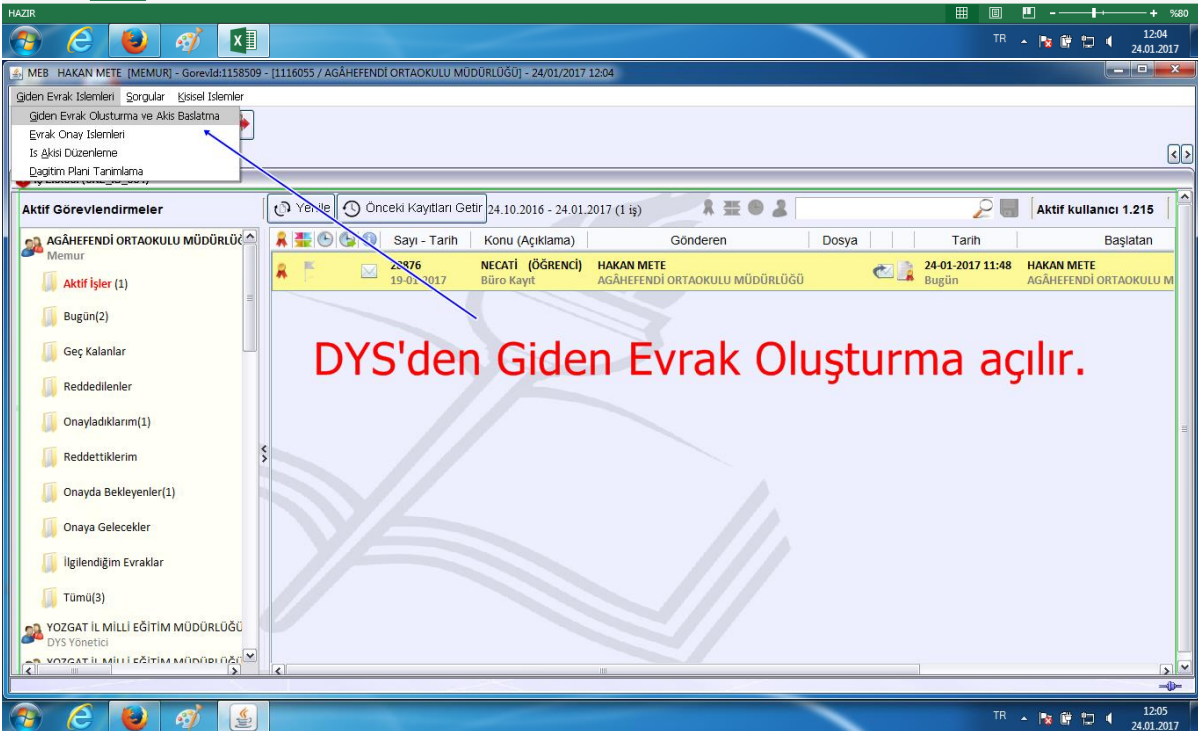 HAZIR
%80
TR
12:04
24.01.2017
MEB HAKAN METE [MEMUR] - GorevId:1158509 - [1116055 / AGÂHEFENDİ ORTAOKULU MÜDÜRLÜĞÜ] - 24/01/2017 12:04
Giden Evrak Islemleri Sorgular Kisisel Islemler
Giden Evrak Olusturma ve Akis Baslatma
Evrak Onay Islemleri
Is Akisi Düzenleme
Dagitim Plani Tanimlama
Aktif Görevlendirmeler
Yenile Önceki Kayıtları Getir 24.10.2016 - 24.01.2017 (1 iş) Aktif kullanıcı 1.215
AGÂHEFENDİ ORTAOKULU MÜDÜRLÜĞ
Memur
Sayı - Tarih Konu (Açıklama) Gönderen Dosya Tarih Başlatan
NECATİ (ÖĞRENCİ) HAKAN METE 24-01-2017 11:48 HAKAN METE
19-01-2017 Büro Kayıt AGÂHEFENDİ ORTAOKULU MÜDÜRLÜĞÜ Bugün AGÂHEFENDİ ORTAOKULU M
Aktif İşler (1)
Bugün(2)
Geç Kalanlar
Reddedilenler
Onayladıklarım(1)
Reddettiklerim
Onayda Bekleyenler(1)
Onaya Gelecekler
İlgilendiğim Evraklar
Tümü(3)
YOZGAT İL MİLLİ EĞİTİM MÜDÜRLÜĞÜ
DYS Yönetici
DYS'den Giden Evrak Oluşturma açılır.
TR
12:05
24.01.2017